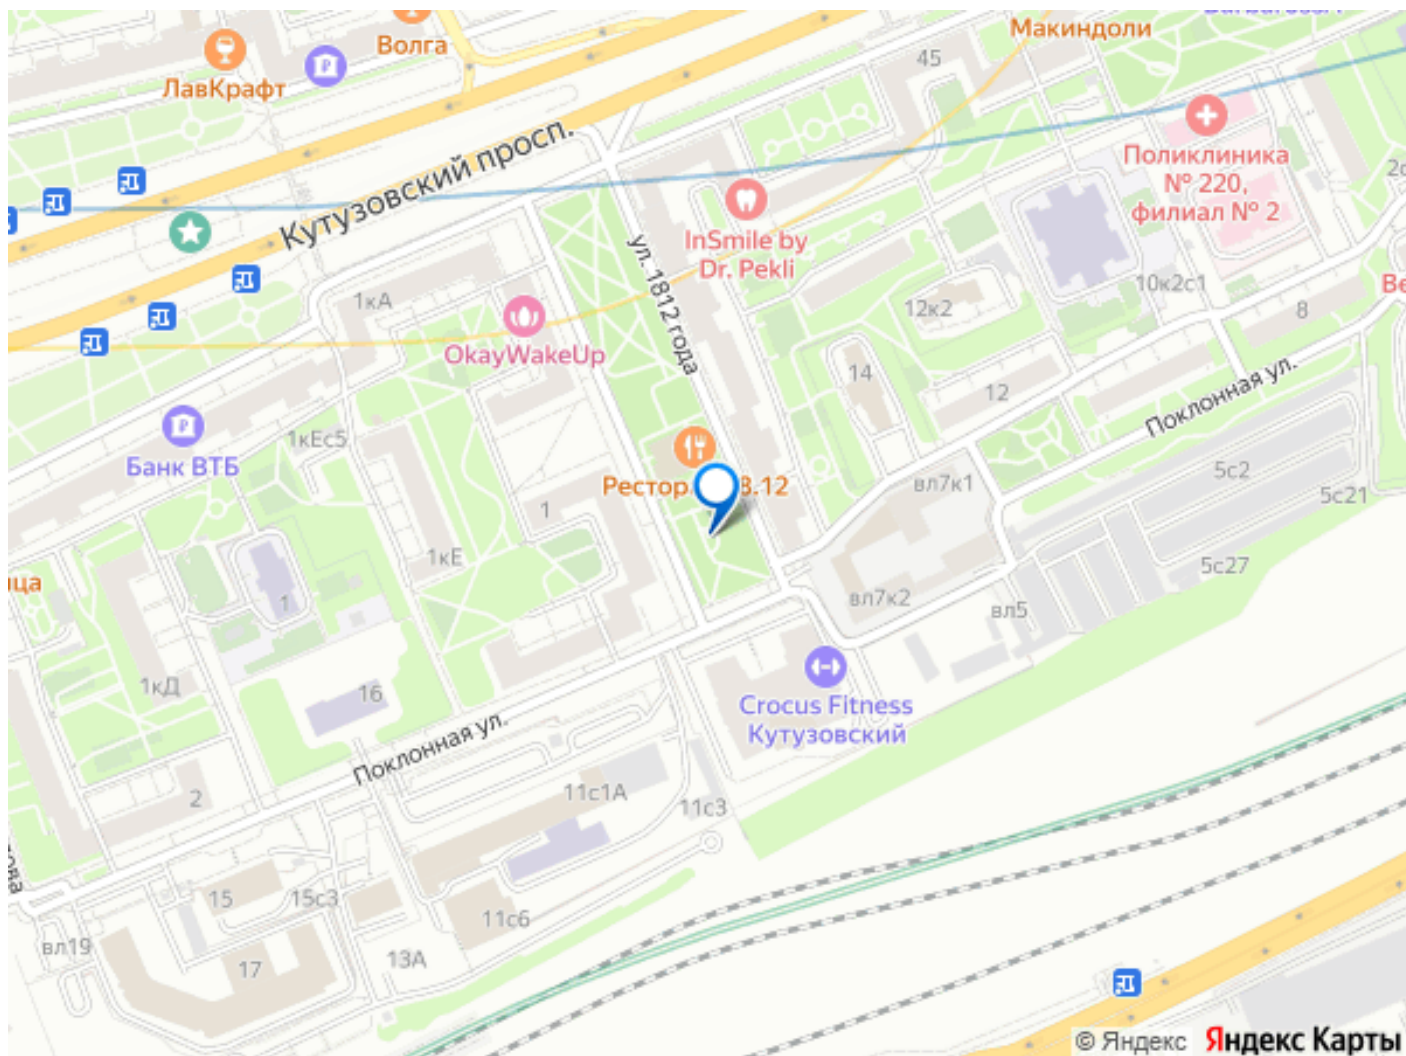 Волга
Макиндоли
ЛавКрафт
45
Кутузовский просп.
Поликлиника
№ 220,
филиал № 2
InSmile by
Dr. Pekli
ул. 1812 года
1кА
10к2с1
12к2
8
OkayWakeUp
14
12
Поклонная ул.
1кЕс5
Банк ВТБ
5с2
вл7к1
5с21
1
1кЕ
5с27
1
вл7к2
вл5
1кД
16
Crocus Fitness
Кутузовский
Поклонная ул.
2
11с1А
11с3
15
15с3
11с6
вл19
17
13А
© Яндекс
Яндекс Карты